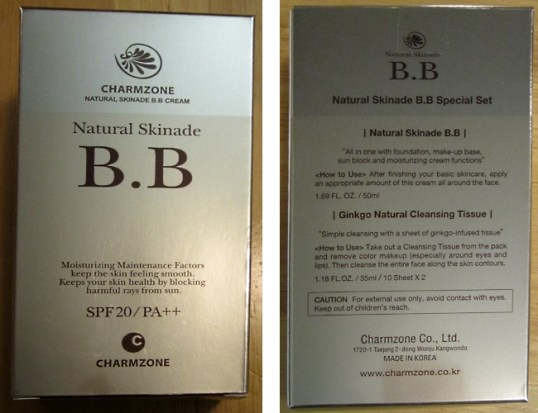 CHARMZONE
NATURAL SKINADE B.B CREAM
Natural Skinade
B.B
Moisturizing Maintenance Factors
keep the skin feeling smooth.
Keeps your skin health by blocking
harmful rays from sun.
SPF20/PA++
C
CHARMZONE
Natural Skinade
B.B
Natural Skinade B.B Special Set
| Natural Skinade B.B |
"All in one with foundation, make-up base,
sun block and moisturizing cream functions"
<How to Use> After finishing your basic skincare, apply
an appropriate amount of this cream all around the face.
1.69 FL. OZ. / 50ml
| Ginkgo Natural Cleansing Tissue |
"Simple cleansing with a sheet of ginkgo-infused tissue"
<How to Use> Take out a Cleansing Tissue from the pack
and remove color makeup (especially around eyes and
lips). Then cleanse the entire face along the skin contours.
1.18 FL.OZ. / 35ml / 10 Sheet X 2
CAUTION For external use only, avoid contact with eyes.
Keep out of children's reach.
Charmzone Co., Ltd.
1720-1 Taejang 2-dong Wonju Kangwondo
MADE IN KOREA
www.charmzone.co.kr